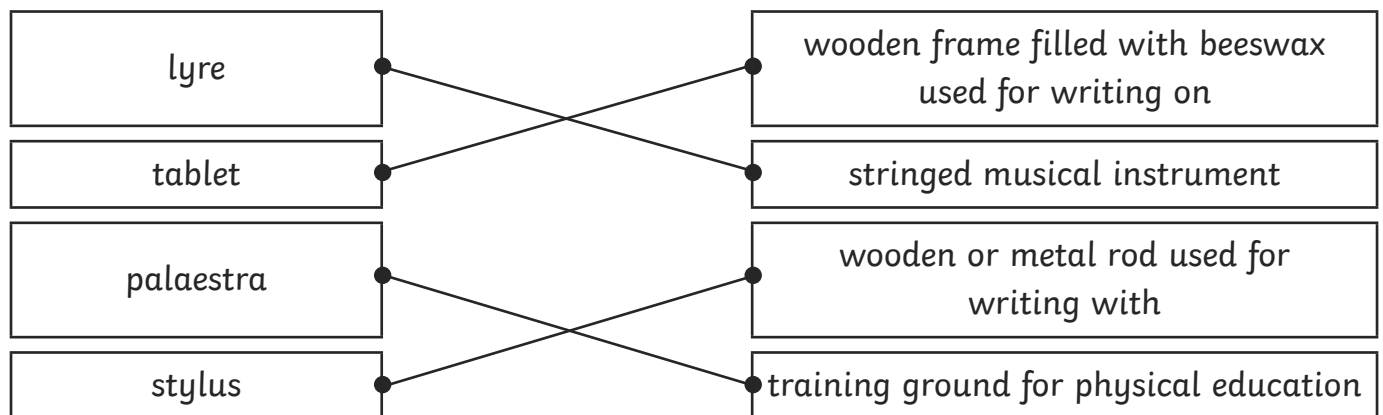 lyre
wooden frame filled with beeswax
used for writing on
tablet
stringed musical instrument
palaestra
wooden or metal rod used for
writing with
stylus
training ground for physical education